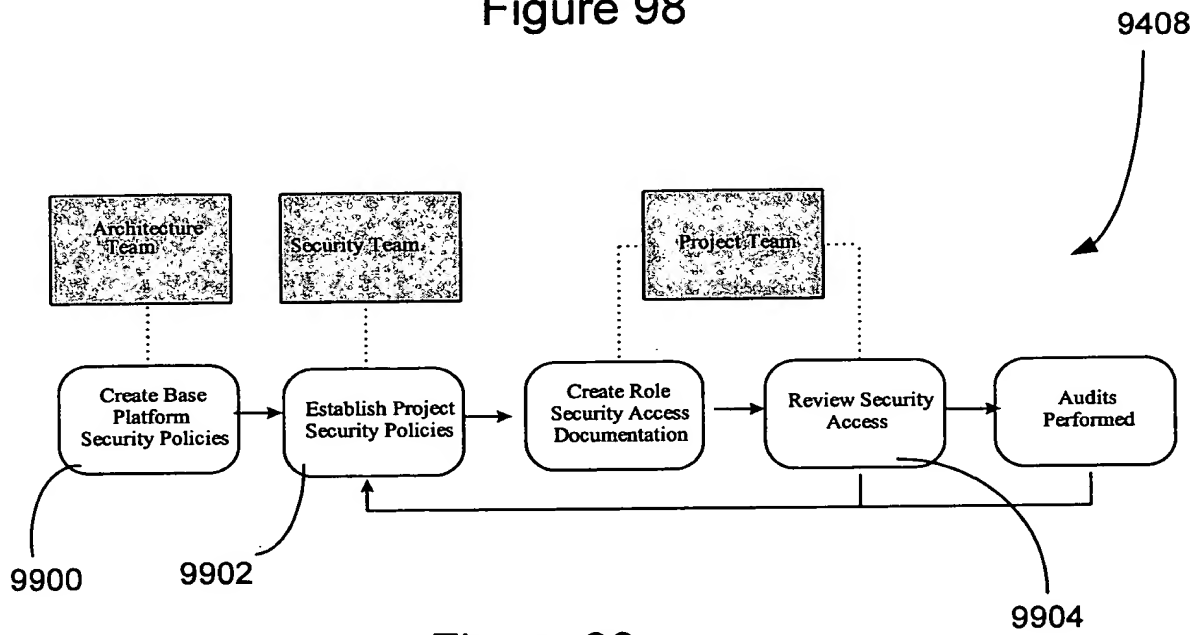 Figure 98
9408
Architecture
Team
Security Team
Project Team
Create Base
Platform
Security Policies
Establish Project
Security Policies
Create Role
Security Access
Documentation
Review Security
Access
Audits
Performed
9900
9902
9904